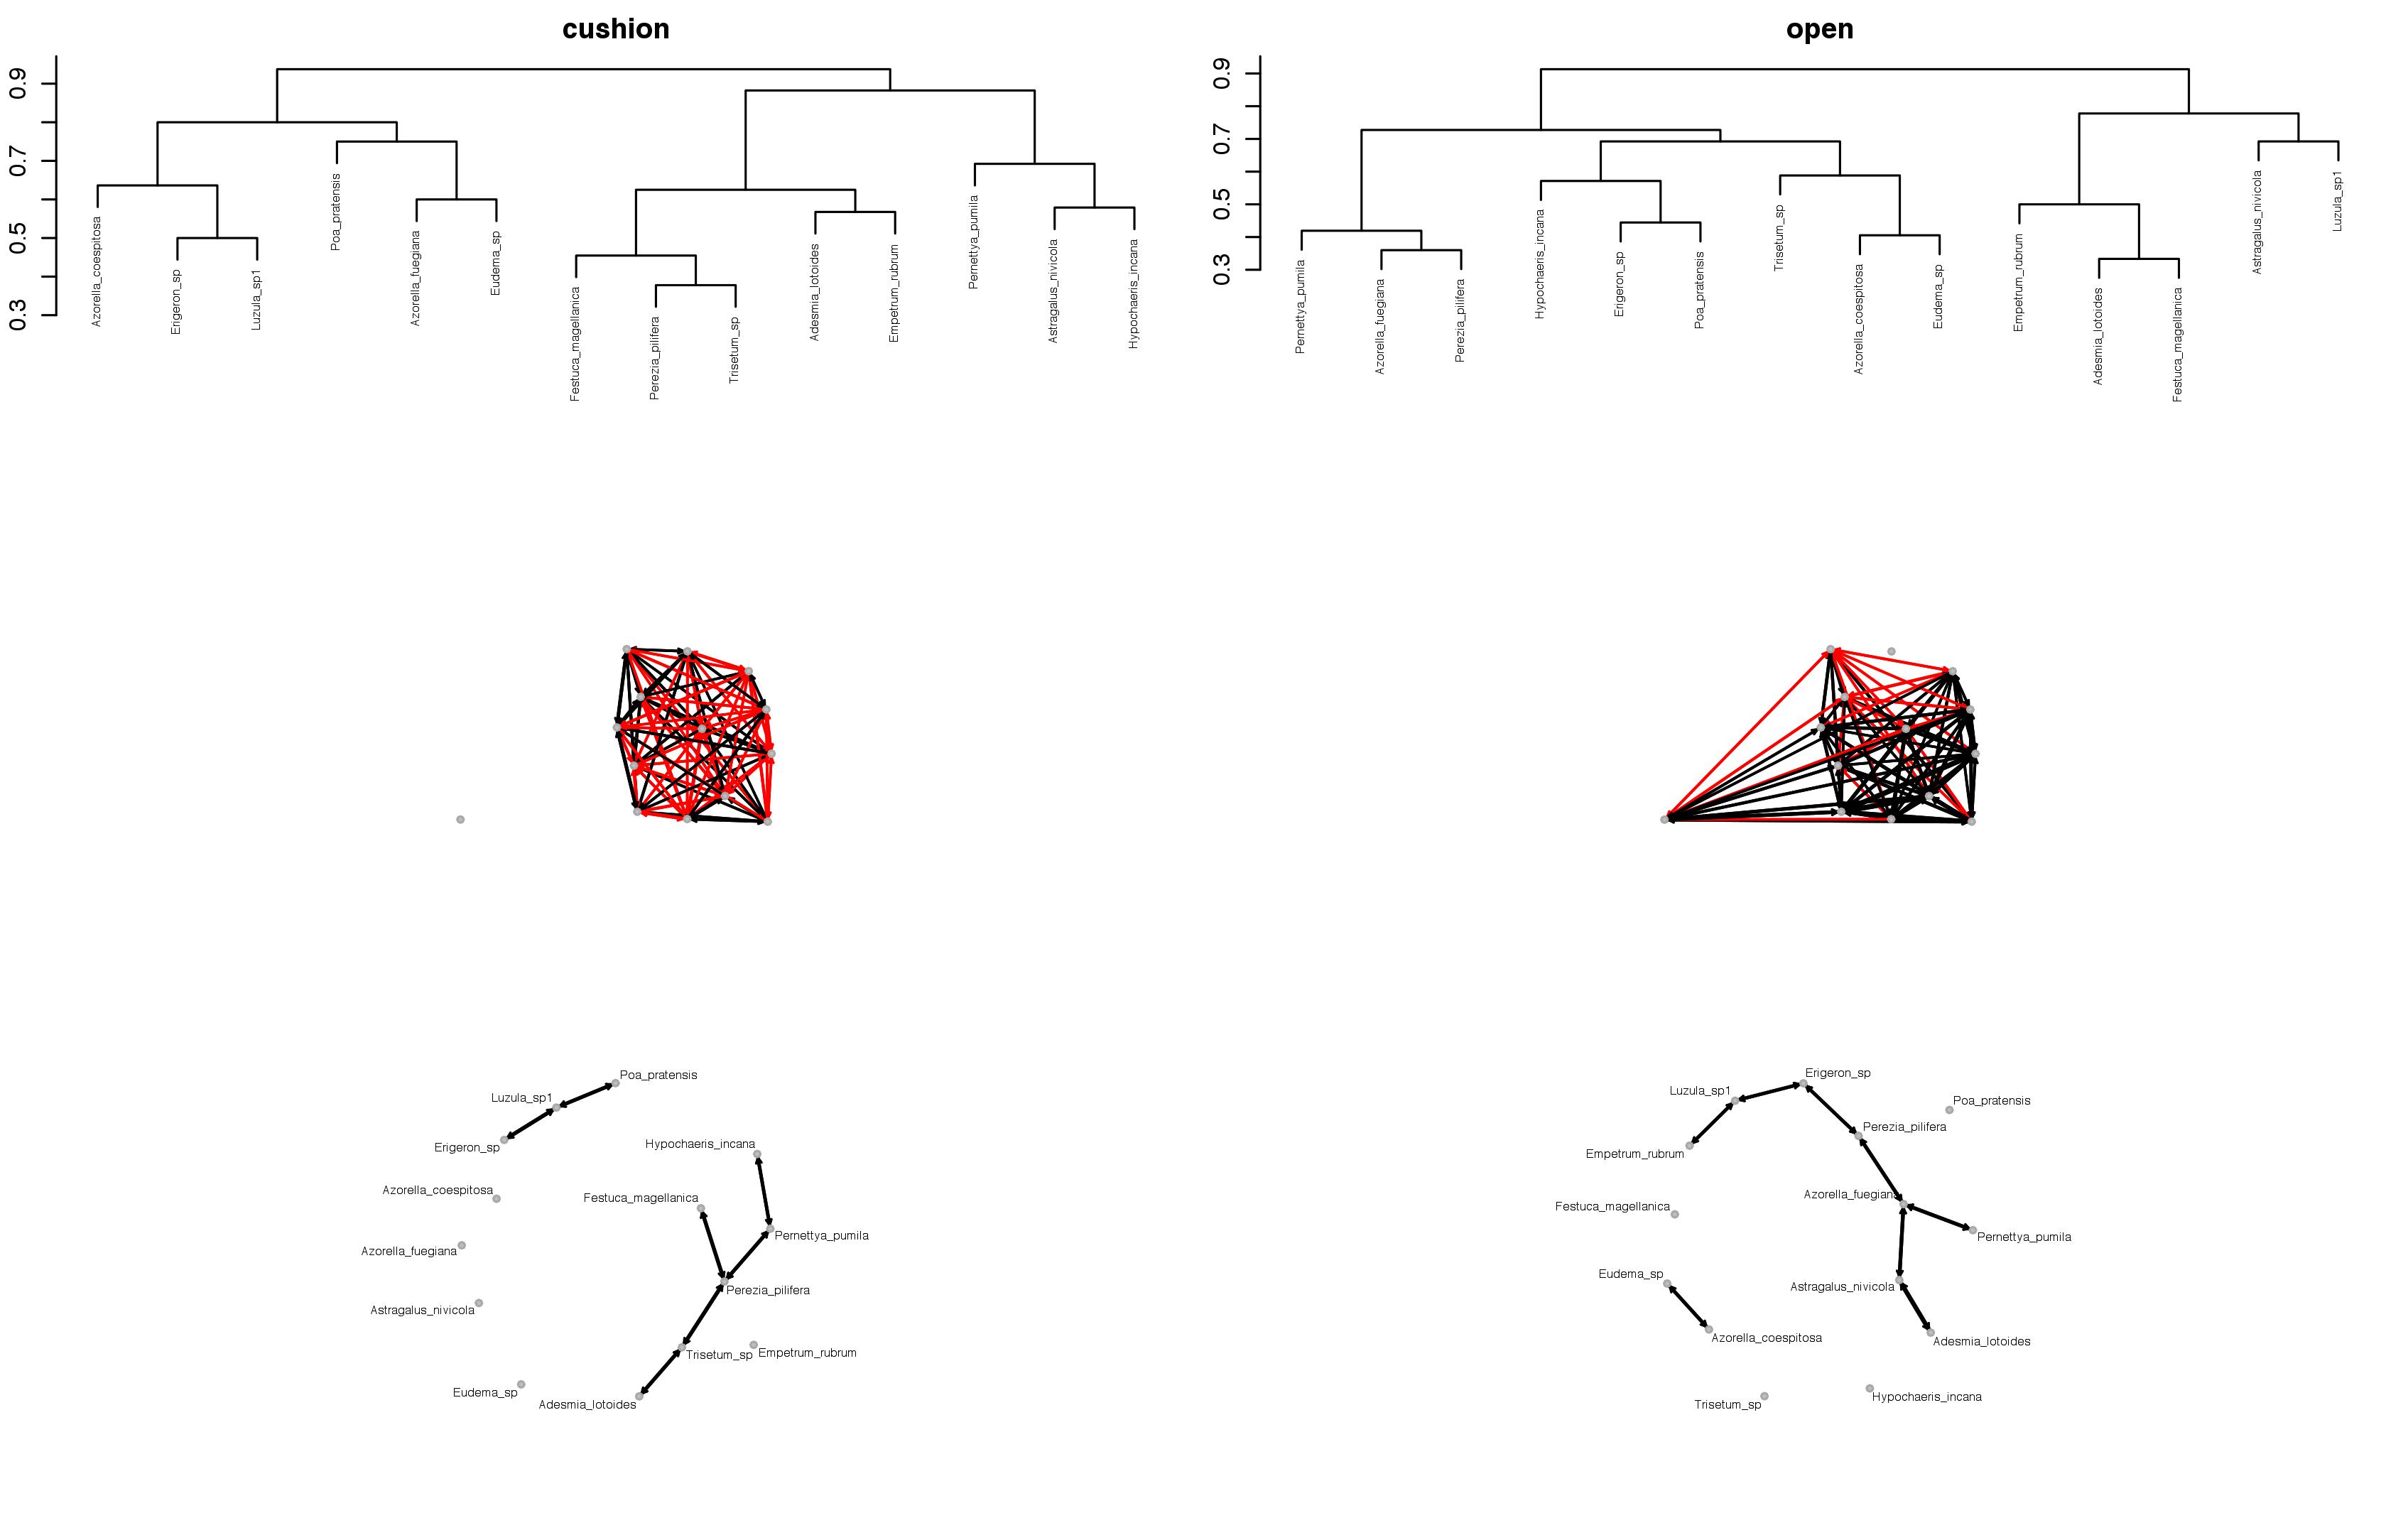 cushion
0.9
0.7
0.5
0.3
Azorella_coespitosa
Erigeron_sp
Luzula_sp1
Poa_pratensis
Azorella_fuegiana
Eudema_sp
Festuca_magellanica
Perezia_pilifera
Trisetum_sp
Adesmia_lotoides
Empetrum_rubrum
Pernettya_pumila
Astragalus_nivicola
Hypochaeris_incana
open
0.9
0.7
0.5
0.3
Pernettya_pumila
Azorella_fuegiana
Perezia_pilifera
Hypochaeris_incana
Erigeron_sp
Poa_pratensis
Trisetum_sp
Azorella_coespitosa
Eudema_sp
Empetrum_rubrum
Adesmia_lotoides
Festuca_magellanica
Astragalus_nivicola
Luzula_sp1
Poa_pratensis
Luzula_sp1
Erigeron_sp
Hypochaeris_incana
Azorella_coespitosa
Festuca_magellanica
Pernettya_pumila
Azorella_fuegiana
Perezia_pilifera
Astragalus_nivicola
Trisetum_sp
Empetrum_rubrum
Eudema_sp
Adesmia_lotoides
Erigeron_sp
Luzula_sp1
Poa_pratensis
Perezia_pilifera
Empetrum_rubrum
Azorella_fuegiana
Festuca_magellanica
Pernettya_pumila
Eudema_sp
Astragalus_nivicola
Azorella_coespitosa
Adesmia_lotoides
Hypochaeris_incana
Trisetum_sp